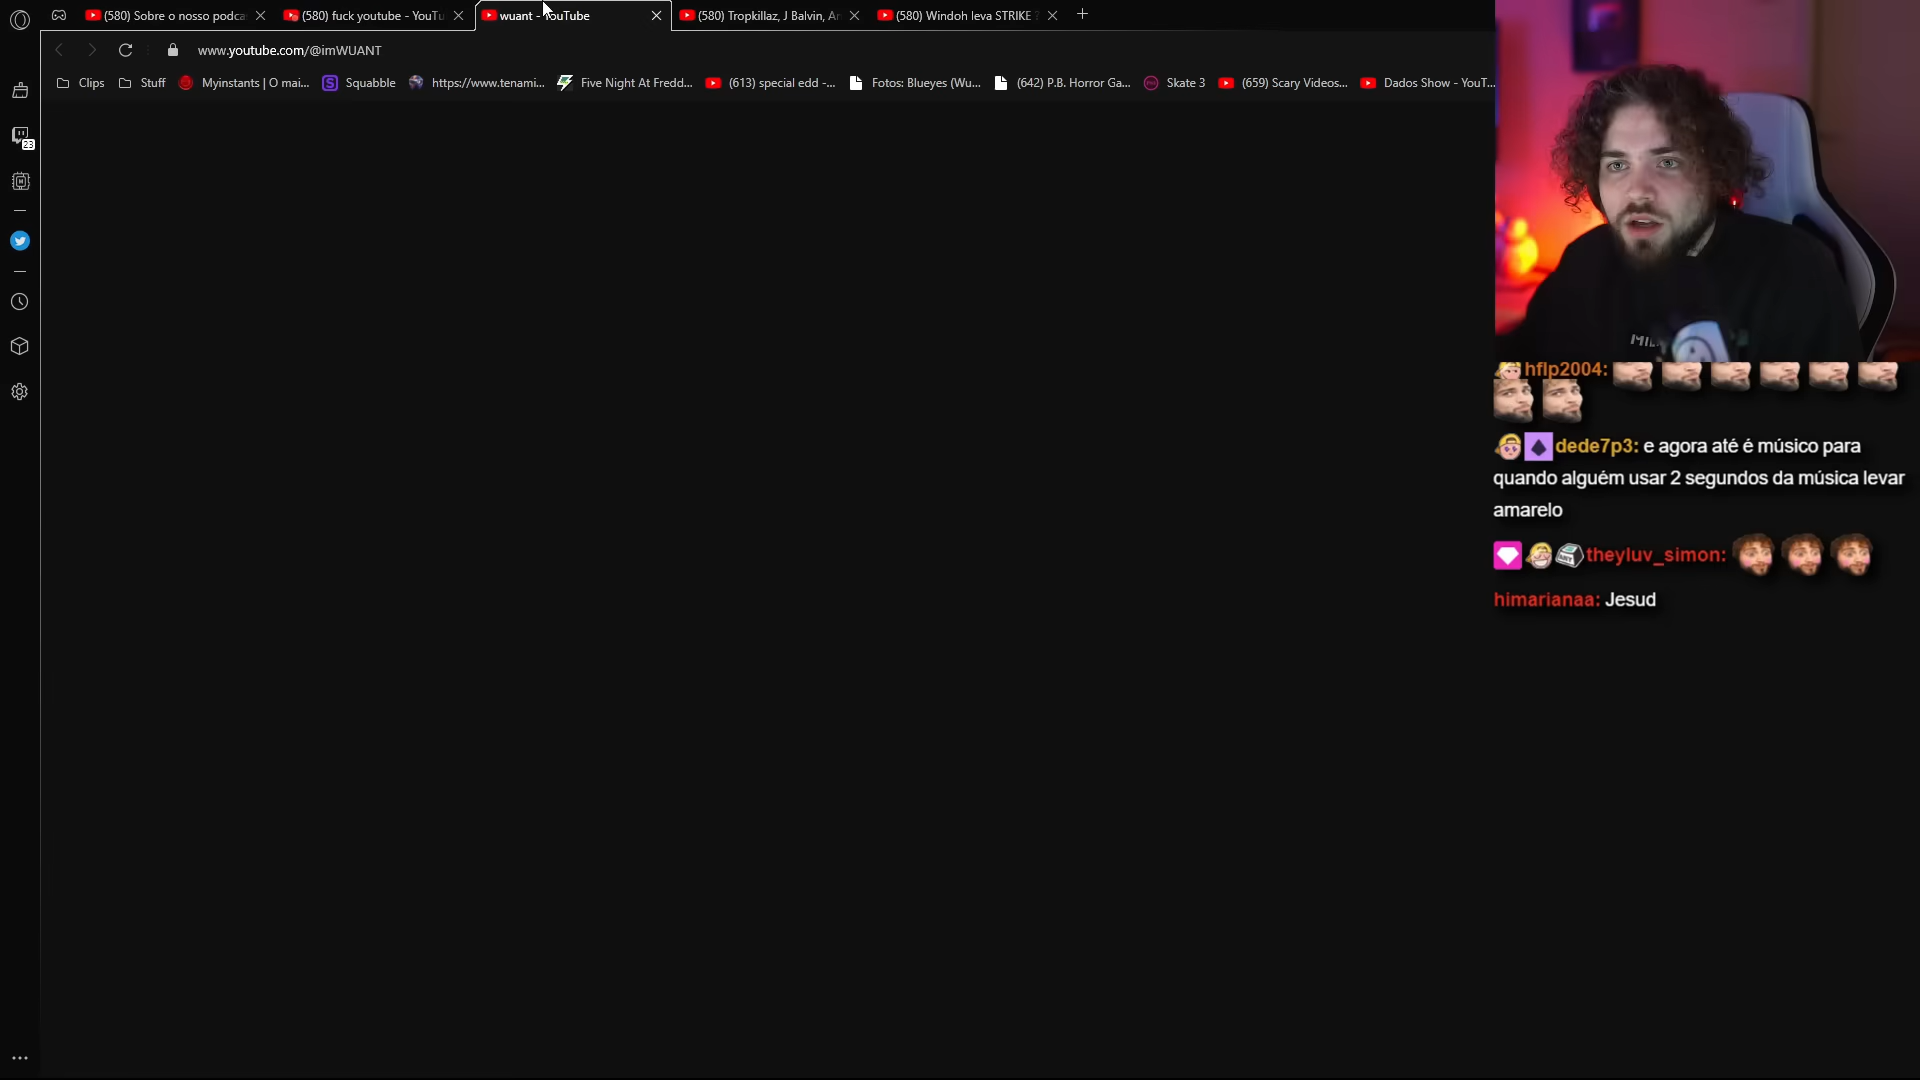 (580) Sobre o nosso podca
(580) fuck youtube - YouTu
wuant - YouTube
(580) Tropkillaz, J Balvin, An
(580) Windoh leva STRIKE
www.youtube.com/@imWUANT
Clips
Stuff
Myinstants | O mai...
Squabble
https://www.tenami...
Five Night At Fredd...
(613) special edd -...
Fotos: Blueyes (Wu...
(642) P.B. Horror Ga...
Skate 3
(659) Scary Videos...
Dados Show - YouT...
23
hflp2004:
dede7p3: e agora até é músico para
quando alguém usar 2 segundos da música levar
amarelo
theyluv_simon:
himarianaa: Jesud